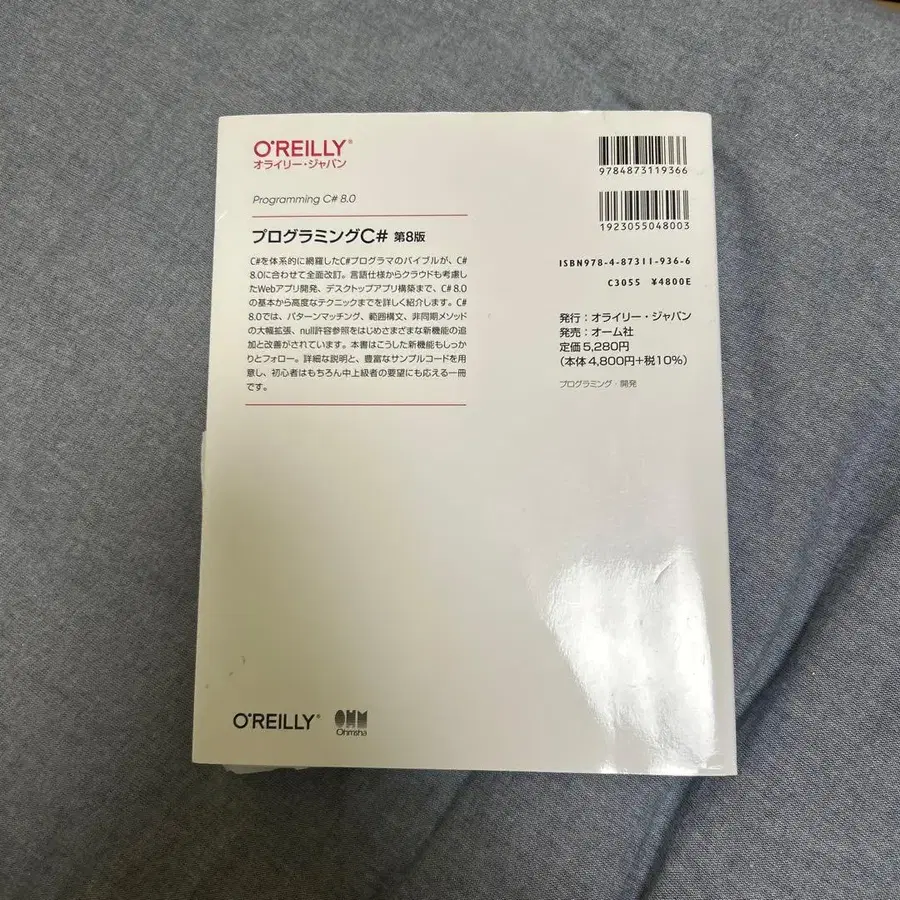 O'REILLY®
オライリー・ジャパン
Programming C# 8.0
プログラミングC# 第8版
C#を体系的に網羅したC#プログラマのバイブルが、C#
8.0に合わせて全面改訂。言語仕様からクラウドも考慮し
たWebアプリ開発、デスクトップアプリ構築まで、C# 8.0
の基本から高度なテクニックまでを詳しく紹介します。C#
8.0では、パターンマッチング、範囲構文、非同期メソッド
の大幅拡張、null許容参照をはじめさまざまな新機能の追
加と改善がされています。本書はこうした新機能もしっか
りとフォロー。詳細な説明と、豊富なサンプルコードを用
意し、初心者はもちろん中上級者の要望にも応える一冊
です。
9784873119366
1923055048003
ISBN978-4-87311-936-6
C3055 ¥4800E
発行：オライリー・ジャパン
発売：オーム社
定価5,280円
（本体4,800円＋税10%）
プログラミング・開発
O'REILLY®
OHM
Ohmsha